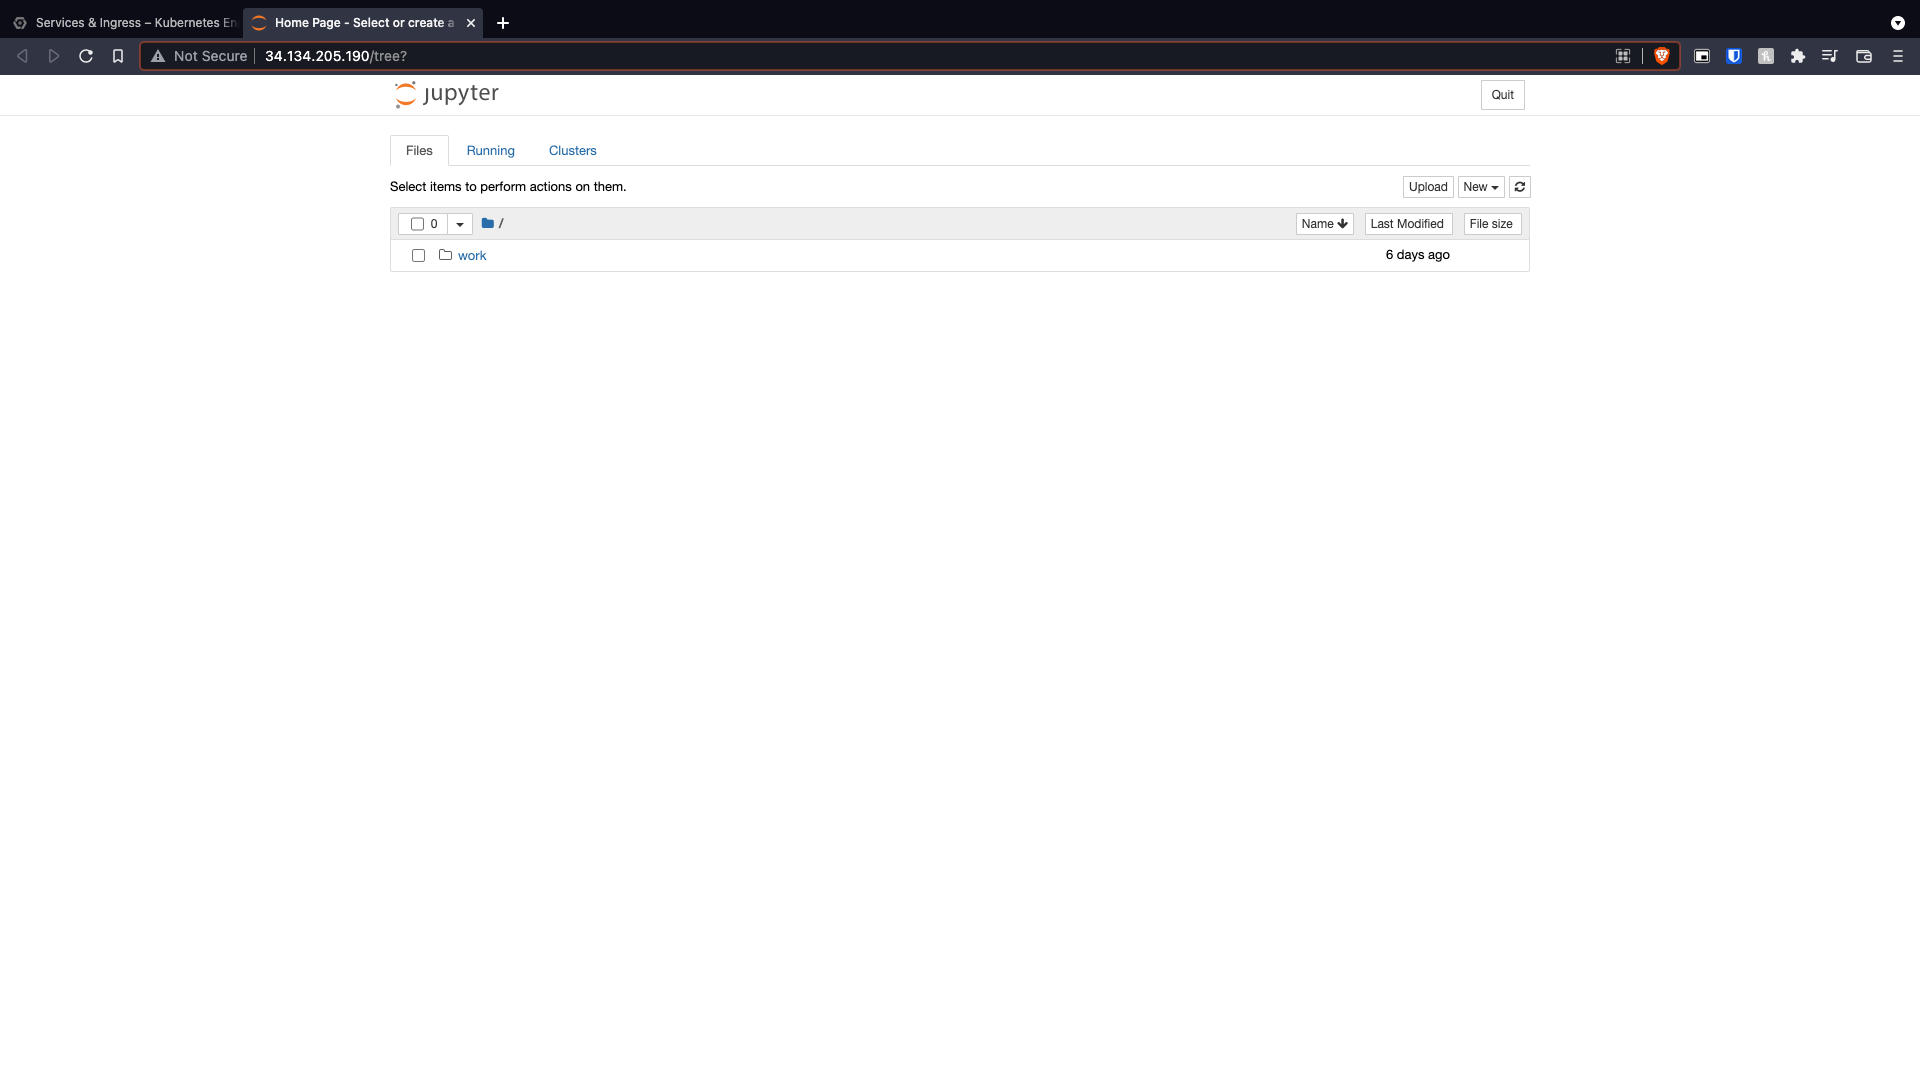 Services & Ingress – Kubernetes En
Home Page - Select or create a
Not Secure 34.134.205.190/tree?
jupyter
Quit
Files Running Clusters
Select items to perform actions on them.
Upload New
0 / Name Last Modified File size
work 6 days ago